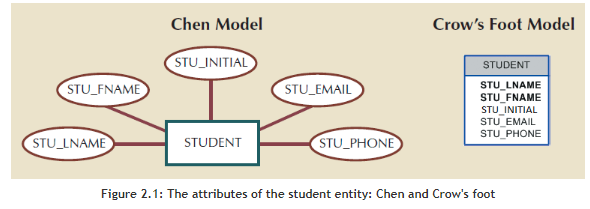 Chen Model
Crow's Foot Model
STU_INITIAL
STU_FNAME
STU_EMAIL
STU_LNAME
STUDENT
STU_PHONE
STUDENT
STU_LNAME
STU_FNAME
STU_INITIAL
STU_EMAIL
STU_PHONE
Figure 2.1: The attributes of the student entity: Chen and Crow's foot